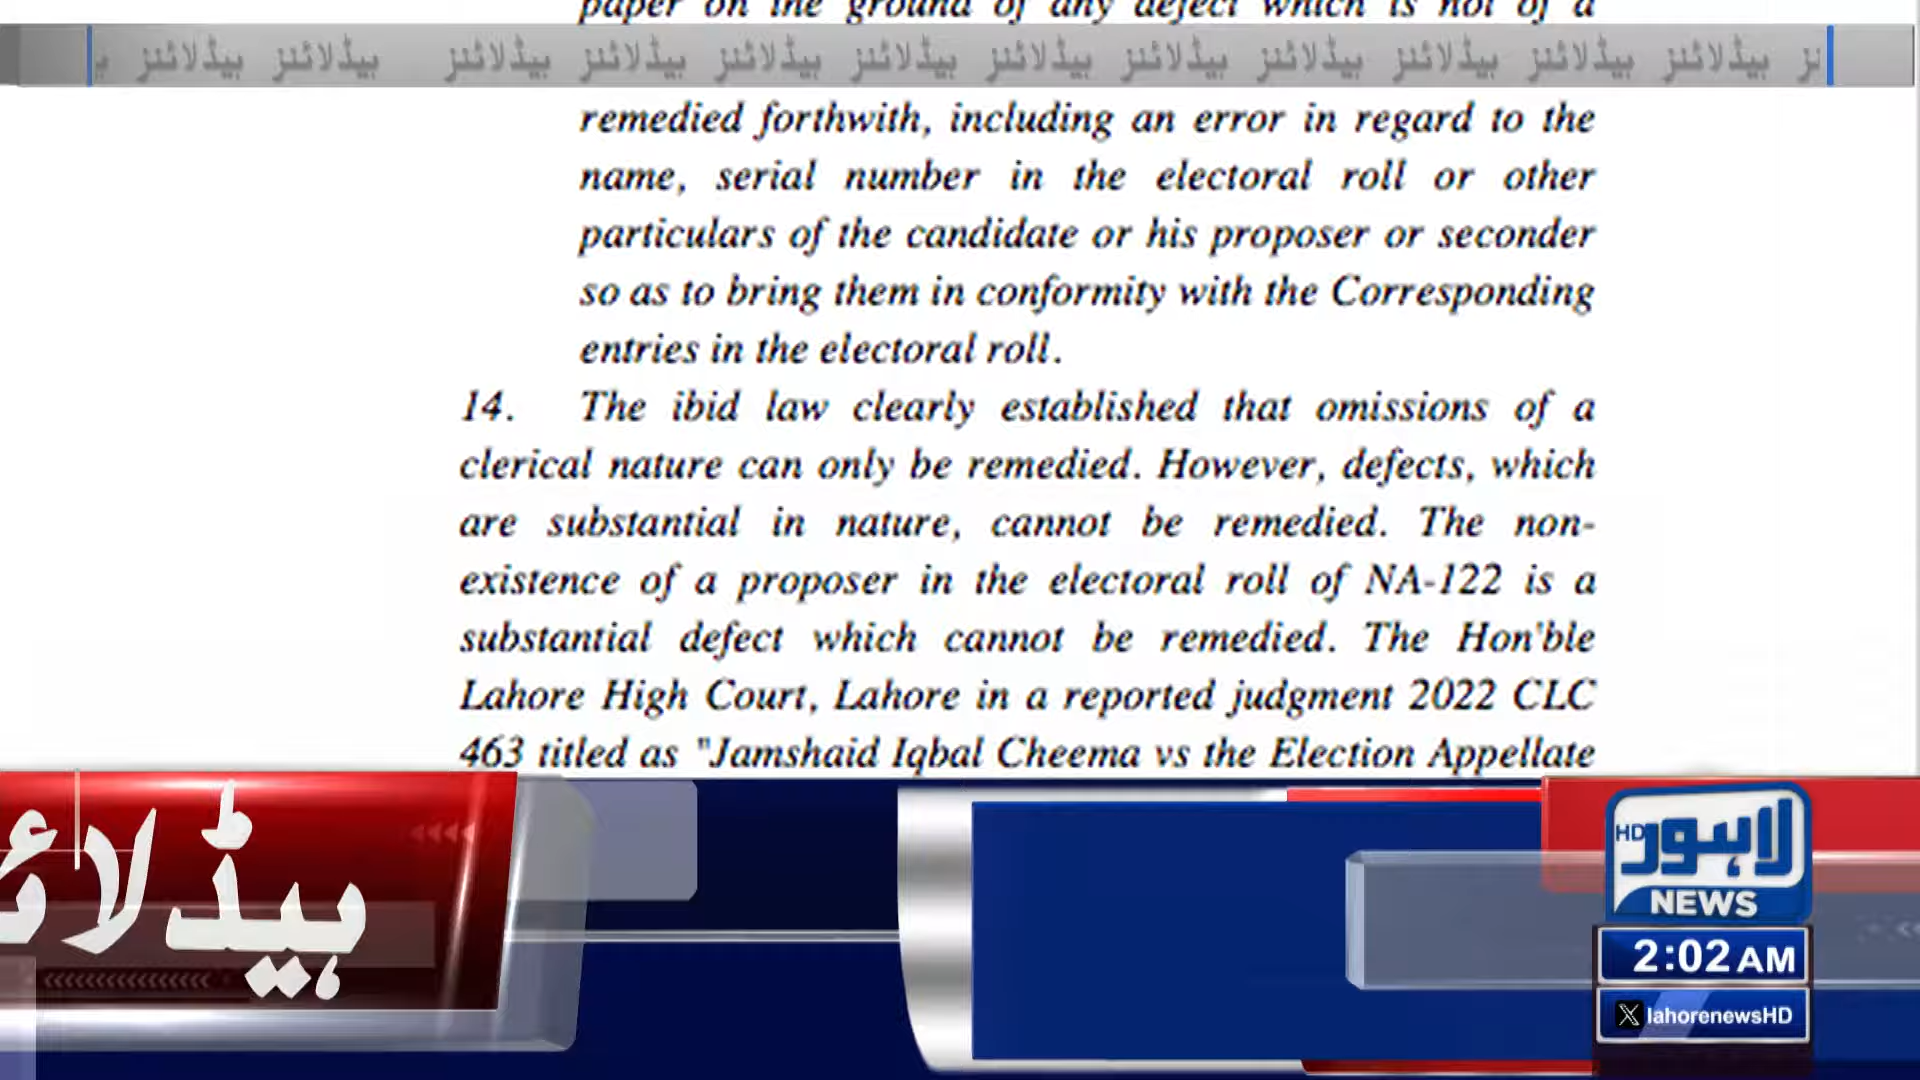 paper on the ground of any defect which is not of a
ہیڈلائنز ہیڈلائنز ہیڈلائنز ہیڈلائنز ہیڈلائنز ہیڈلائنز ہیڈلائنز ہیڈلائنز ہیڈلائنز ہیڈلائنز ہیڈلائنز ہیڈلائنز
remedied forthwith, including an error in regard to the
name, serial number in the electoral roll or other
particulars of the candidate or his proposer or seconder
so as to bring them in conformity with the Corresponding
entries in the electoral roll.
14. The ibid law clearly established that omissions of a
clerical nature can only be remedied. However, defects, which
are substantial in nature, cannot be remedied. The non-
existence of a proposer in the electoral roll of NA-122 is a
substantial defect which cannot be remedied. The Hon'ble
Lahore High Court, Lahore in a reported judgment 2022 CLC
463 titled as "Jamshaid Iqbal Cheema vs the Election Appellate
ہیڈلائ
لاہور HD
NEWS
2:02 AM
X lahorenewsHD